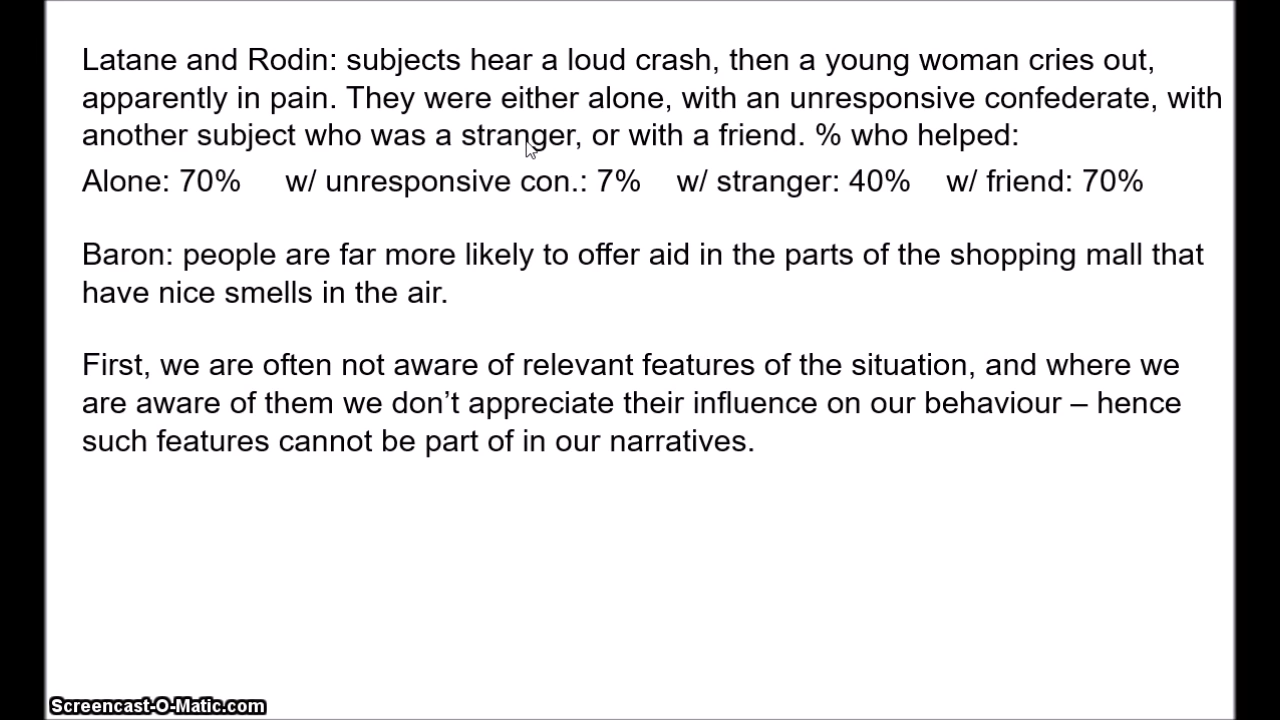 Latane and Rodin: subjects hear a loud crash, then a young woman cries out,
apparently in pain. They were either alone, with an unresponsive confederate, with
another subject who was a stranger, or with a friend. % who helped:
Alone: 70% w/ unresponsive con.: 7% w/ stranger: 40% w/ friend: 70%
Baron: people are far more likely to offer aid in the parts of the shopping mall that
have nice smells in the air.
First, we are often not aware of relevant features of the situation, and where we
are aware of them we don’t appreciate their influence on our behaviour – hence
such features cannot be part of in our narratives.
Screencast-O-Matic.com